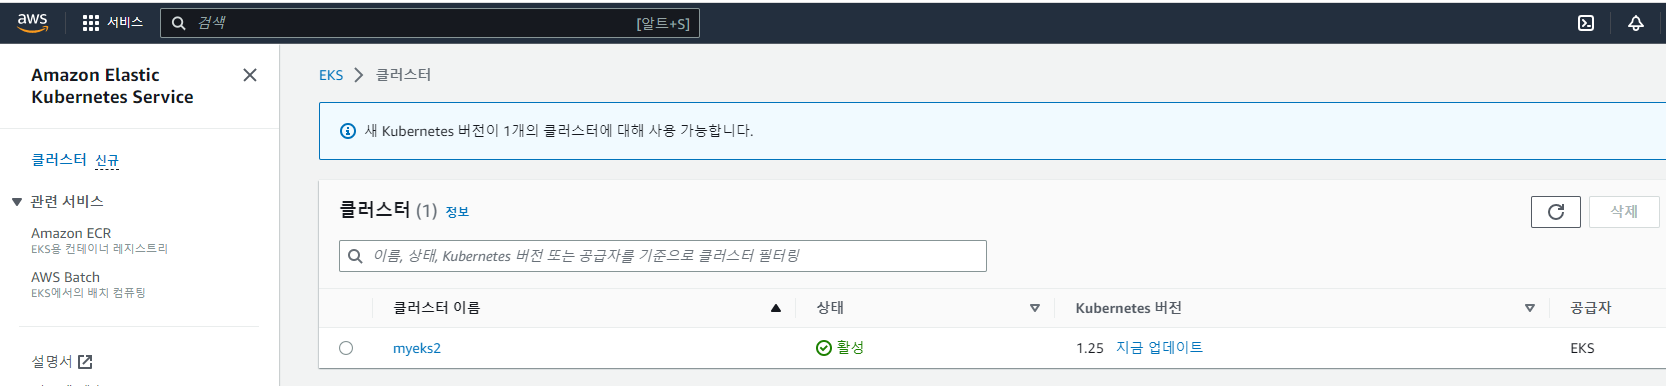 aws
서비스
검색
[알트+S]
Amazon Elastic
Kubernetes Service
클러스터 신규
관련 서비스
Amazon ECR
EKS용 컨테이너 레지스트리
AWS Batch
EKS에서의 배치 컴퓨팅
설명서
EKS
클러스터
새 Kubernetes 버전이 1개의 클러스터에 대해 사용 가능합니다.
클러스터 (1) 정보
삭제
이름, 상태, Kubernetes 버전 또는 공급자를 기준으로 클러스터 필터링
클러스터 이름 상태 Kubernetes 버전 공급자
myeks2 활성 1.25 지금 업데이트 EKS